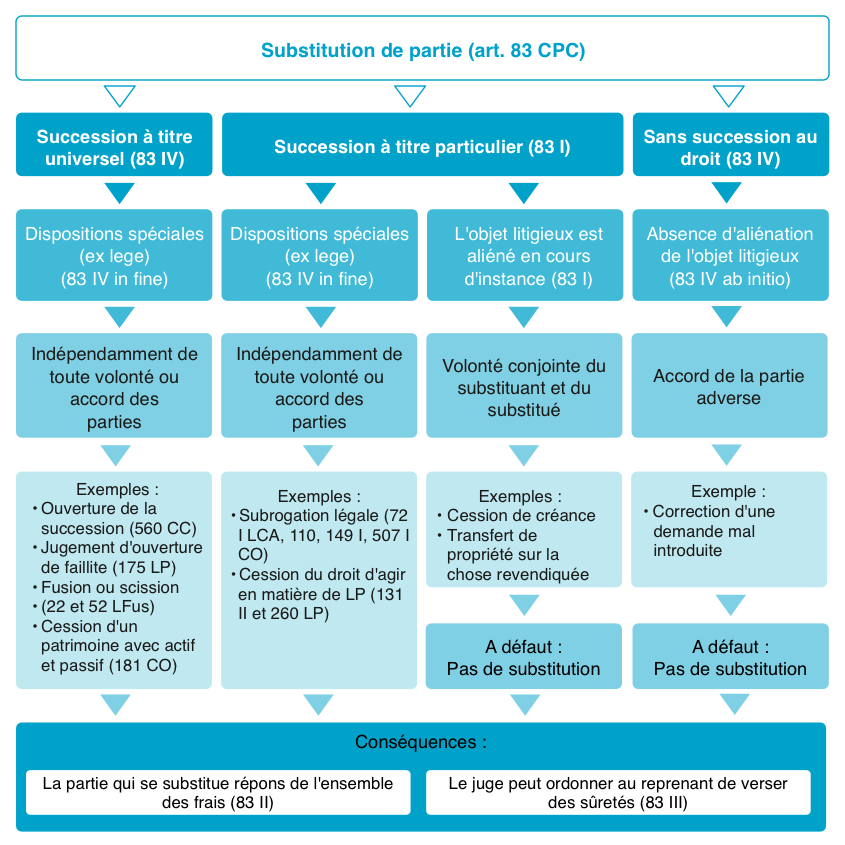 Substitution de partie (art. 83 CPC)
Succession à titre
universel (83 IV)
Succession à titre particulier (83 I)
Sans succession au
droit (83 IV)
Dispositions spéciales
(ex lege)
(83 IV in fine)
Dispositions spéciales
(ex lege)
(83 IV in fine)
L'objet litigieux est
aliéné en cours
d'instance (83 I)
Absence d'aliénation
de l'objet litigieux
(83 IV ab initio)
Indépendamment de
toute volonté ou
accord des
parties
Indépendamment de
toute volonté ou
accord des
parties
Volonté conjointe du
substituant et du
substitué
Accord de la partie
adverse
Exemples :
• Ouverture de la
succession (560 CC)
• Jugement d'ouverture
de faillite (175 LP)
• Fusion ou scission
• (22 et 52 LFus)
• Cession d'un
patrimoine avec actif
et passif (181 CO)
Exemples :
• Subrogation légale (72
I LCA, 110, 149 I, 507 I
CO)
• Cession du droit d'agir
en matière de LP (131
II et 260 LP)
Exemples :
• Cession de créance
• Transfert de
propriété sur la
chose revendiquée
Exemple :
• Correction d'une
demande mal
introduite
A défaut :
Pas de substitution
A défaut :
Pas de substitution
Conséquences :
La partie qui se substitue répons de l'ensemble
des frais (83 II)
Le juge peut ordonner au reprenant de verser
des sûretés (83 III)